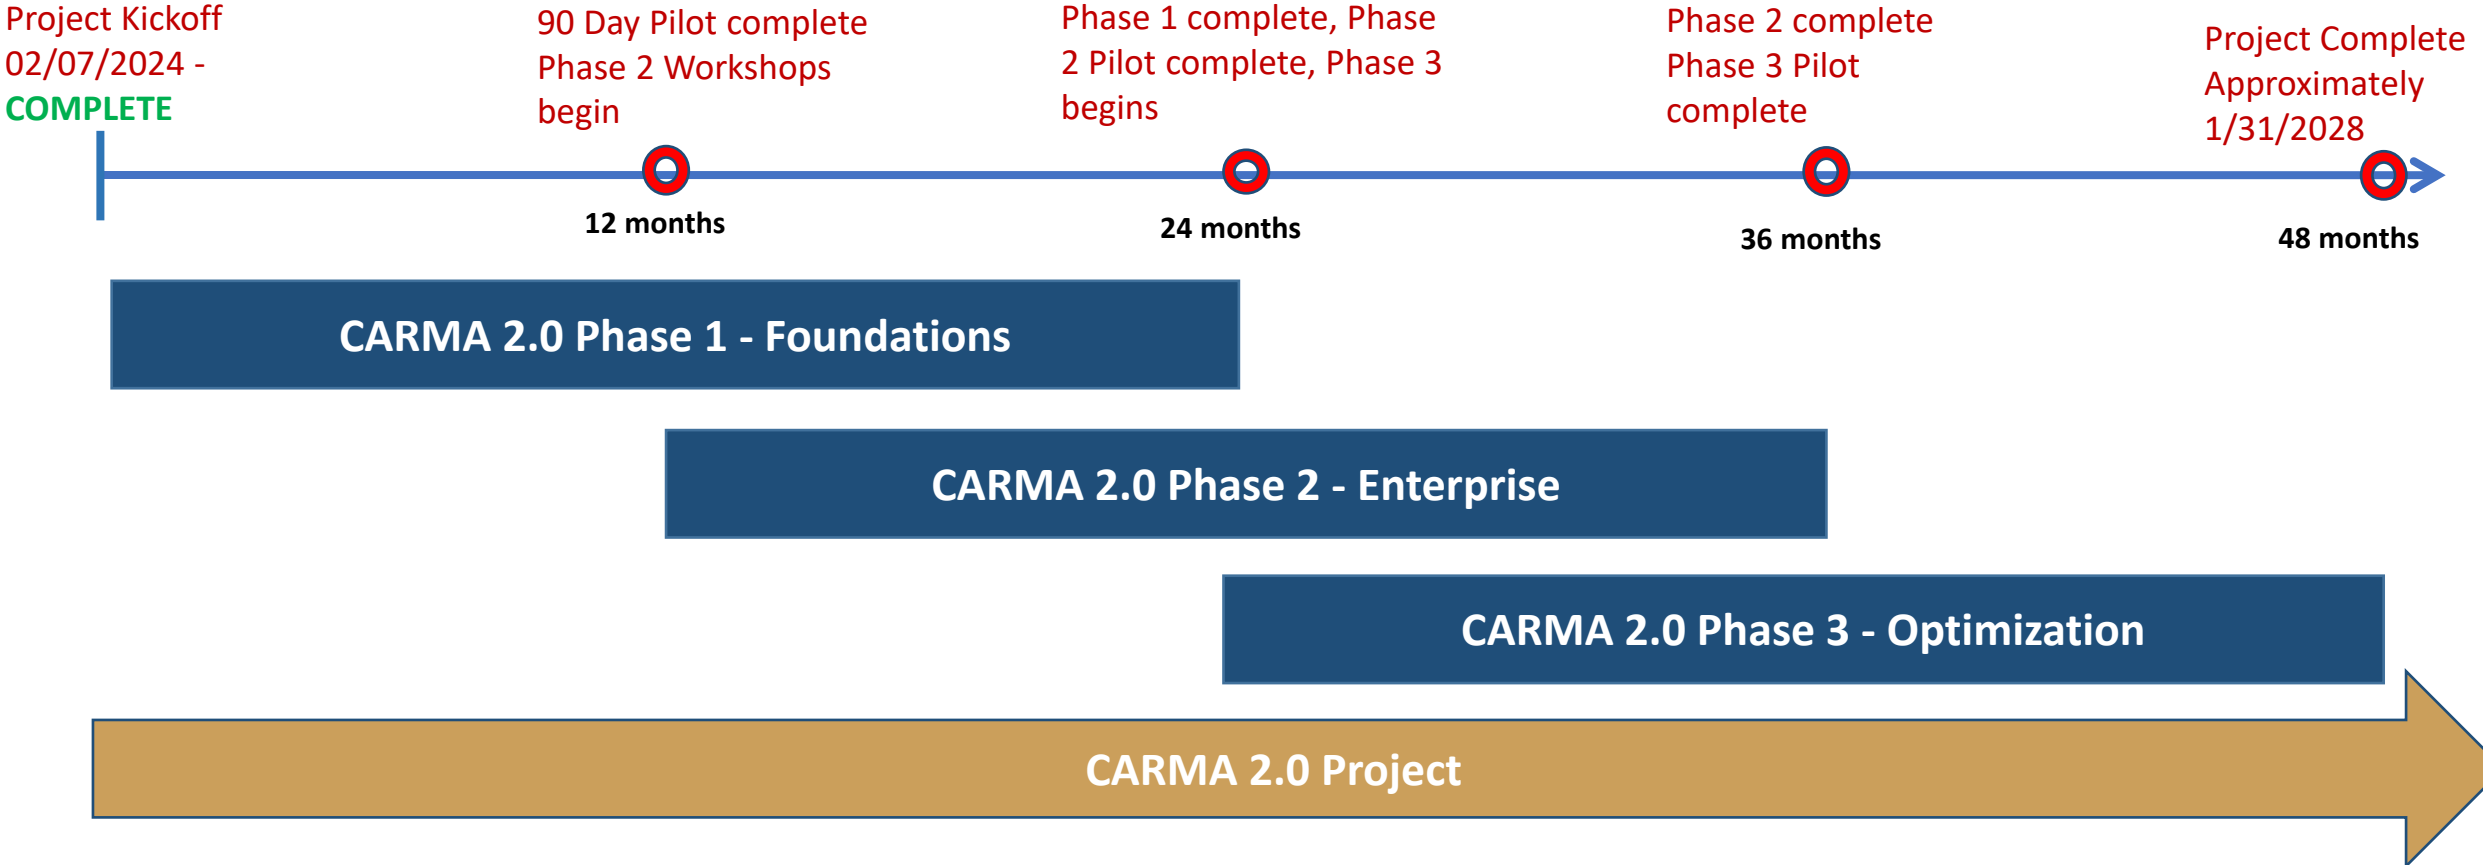 Project Kickoff
02/07/2024 -
COMPLETE
90 Day Pilot complete
Phase 2 Workshops
begin
Phase 1 complete, Phase
2 Pilot complete, Phase 3
begins
Phase 2 complete
Phase 3 Pilot
complete
Project Complete
Approximately
1/31/2028
12 months
24 months
36 months
48 months
CARMA 2.0 Phase 1 - Foundations
CARMA 2.0 Phase 2 - Enterprise
CARMA 2.0 Phase 3 - Optimization
CARMA 2.0 Project